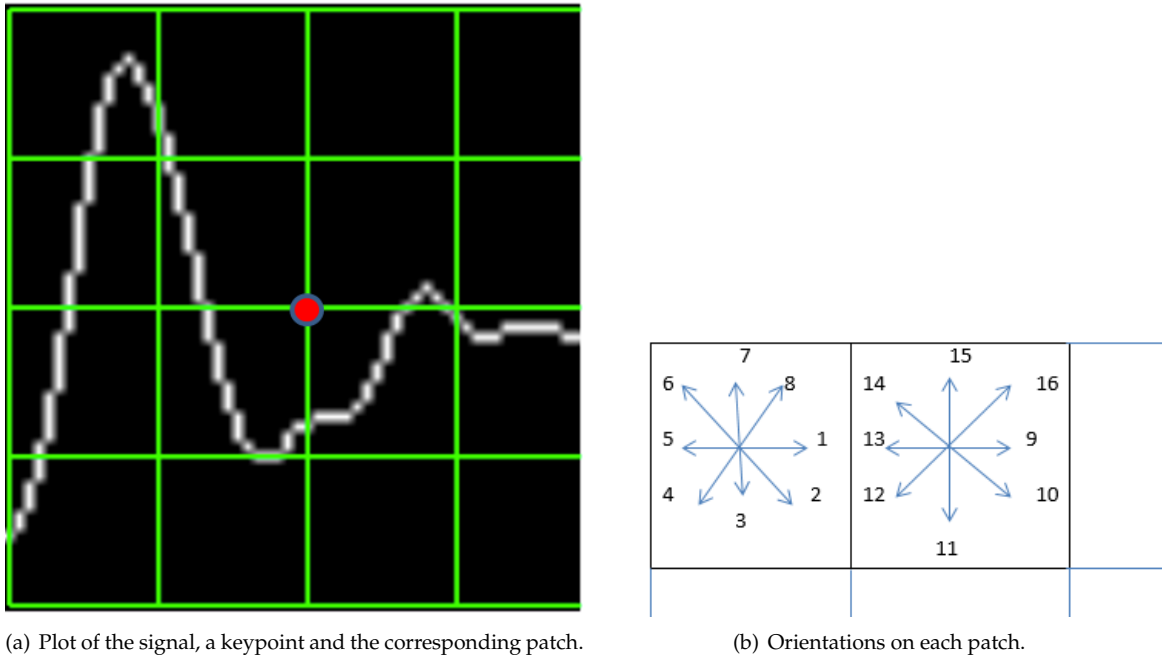 7 15
6 8 14 16
5 1 13 9
4 2 12 10
3 11
(a) Plot of the signal, a keypoint and the corresponding patch. (b) Orientations on each patch.